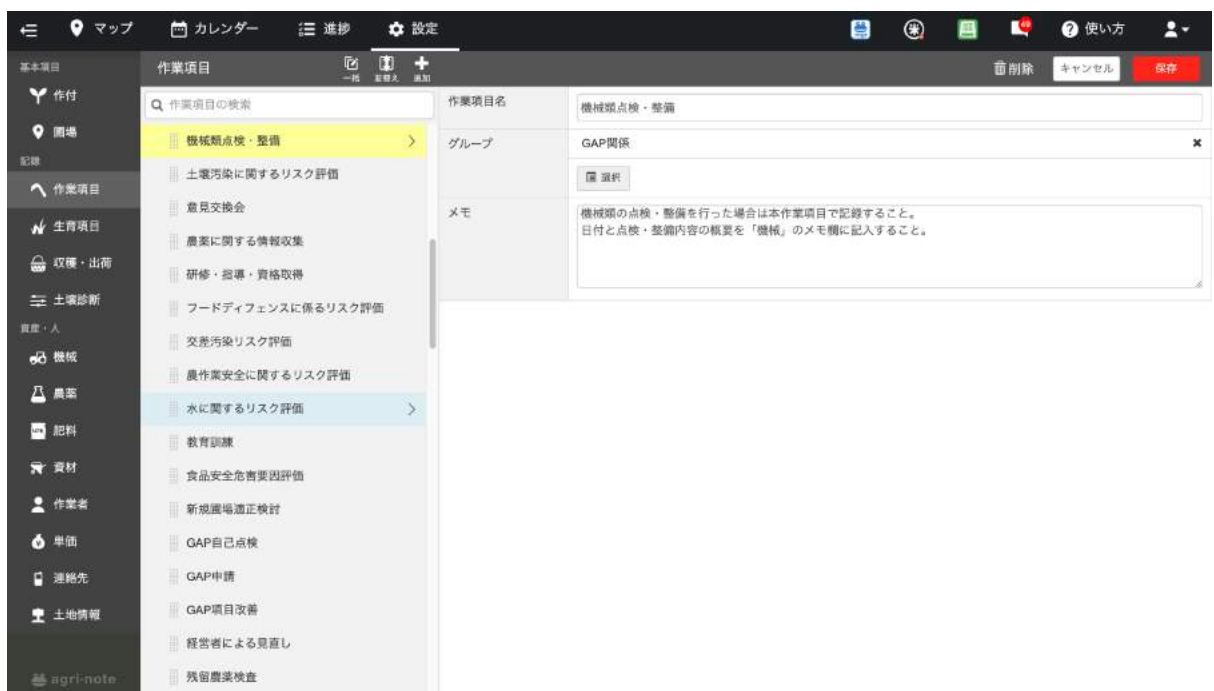 マップ
カレンダー
進捗
設定
使い方
基本項目
作業項目
一括
並替え
追加
削除
キャンセル
保存
作付
圃場
記録
作業項目
生育項目
収穫・出荷
土壌診断
資産・人
機械
農薬
肥料
資材
作業者
単価
連絡先
土地情報
agri-note
作業項目の検索
機械類点検・整備
土壌汚染に関するリスク評価
意見交換会
農薬に関する情報収集
研修・指導・資格取得
フードディフェンスに係るリスク評価
交差汚染リスク評価
農作業安全に関するリスク評価
水に関するリスク評価
教育訓練
食品安全危害要因評価
新規圃場適正検討
GAP自己点検
GAP申請
GAP項目改善
経営者による見直し
残留農薬検査
作業項目名
機械類点検・整備
グループ
GAP関係
選択
メモ
機械類の点検・整備を行った場合は本作業項目で記録すること。
日付と点検・整備内容の概要を「機械」のメモ欄に記入すること。